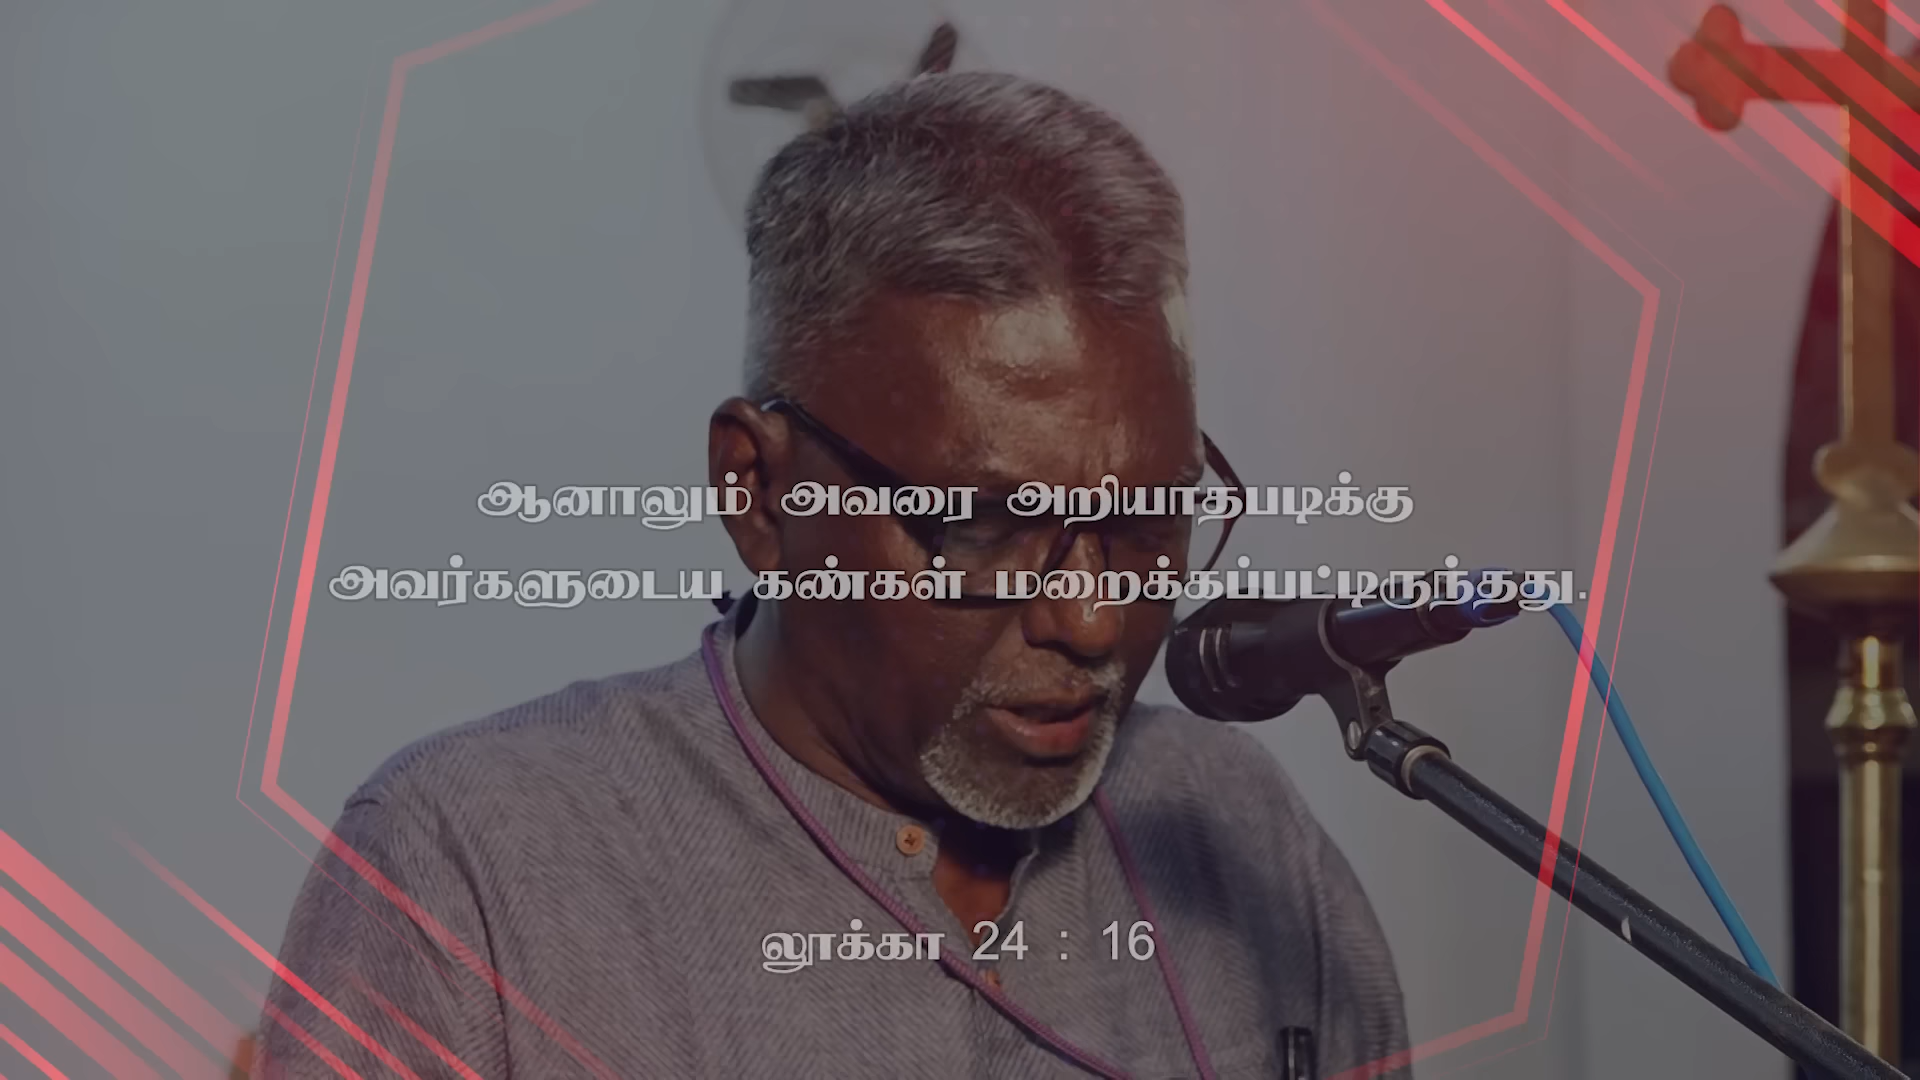 ஆனாலும் அவரை அறியாதபடிக்கு
அவர்களுடைய கண்கள் மறைக்கப்பட்டிருந்தது.
லூக்கா 24 : 16